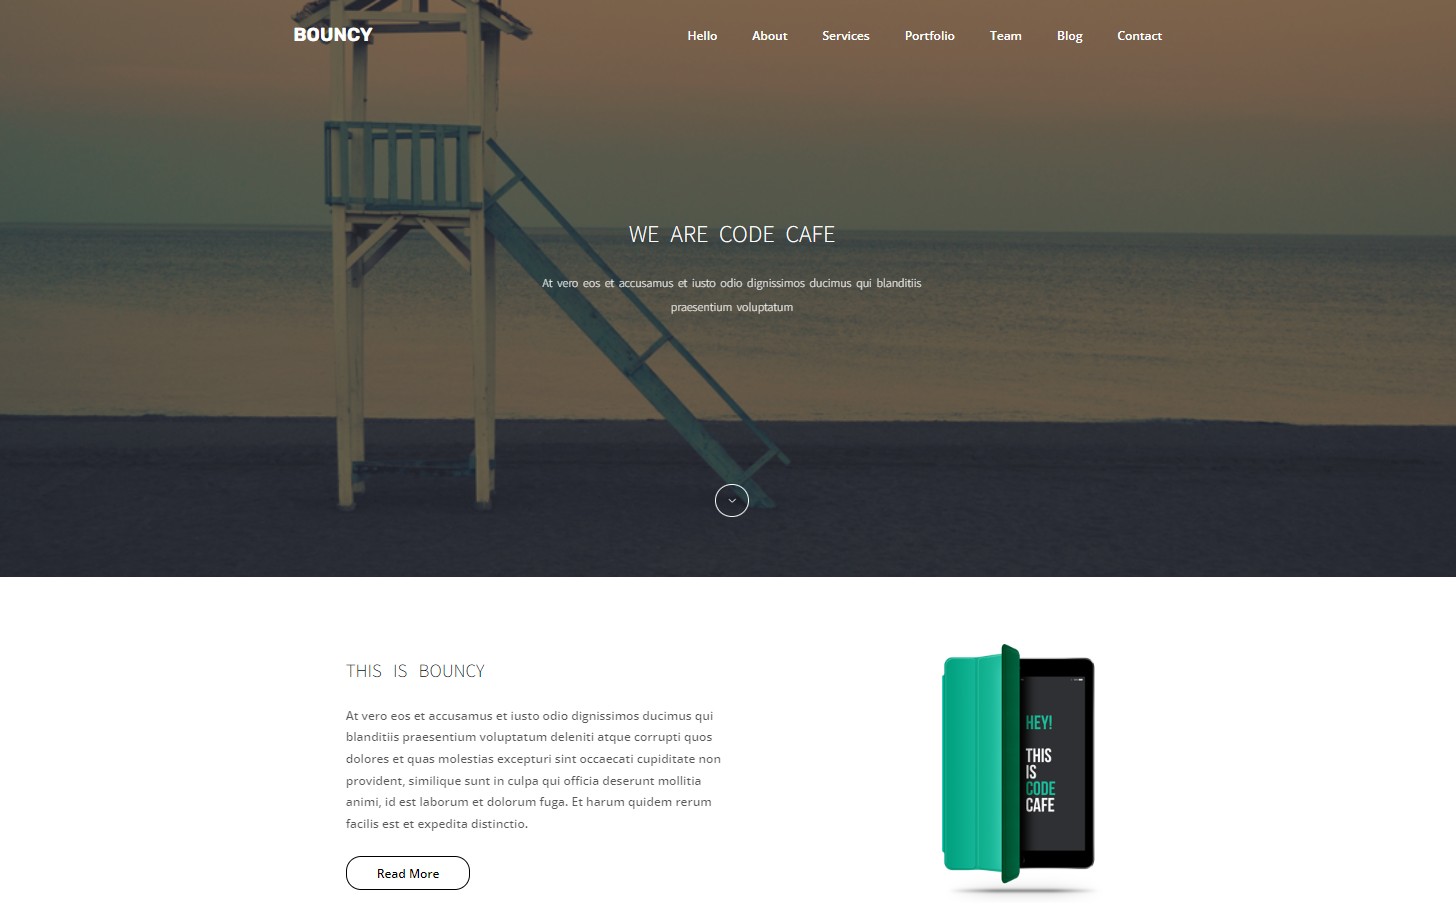 BOUNCY
Hello About Services Portfolio Team Blog Contact
WE ARE CODE CAFE
At vero eos et accusamus et iusto odio dignissimos ducimus qui blanditiis
praesentium voluptatum
THIS IS BOUNCY
At vero eos et accusamus et iusto odio dignissimos ducimus qui
blanditiis praesentium voluptatum deleniti atque corrupti quos
dolores et quas molestias excepturi sint occaecati cupiditate non
provident, similique sunt in culpa qui officia deserunt mollitia
animi, id est laborum et dolorum fuga. Et harum quidem rerum
facilis est et expedita distinctio.
Read More
HEY!
THIS
IS
CODE
CAFE